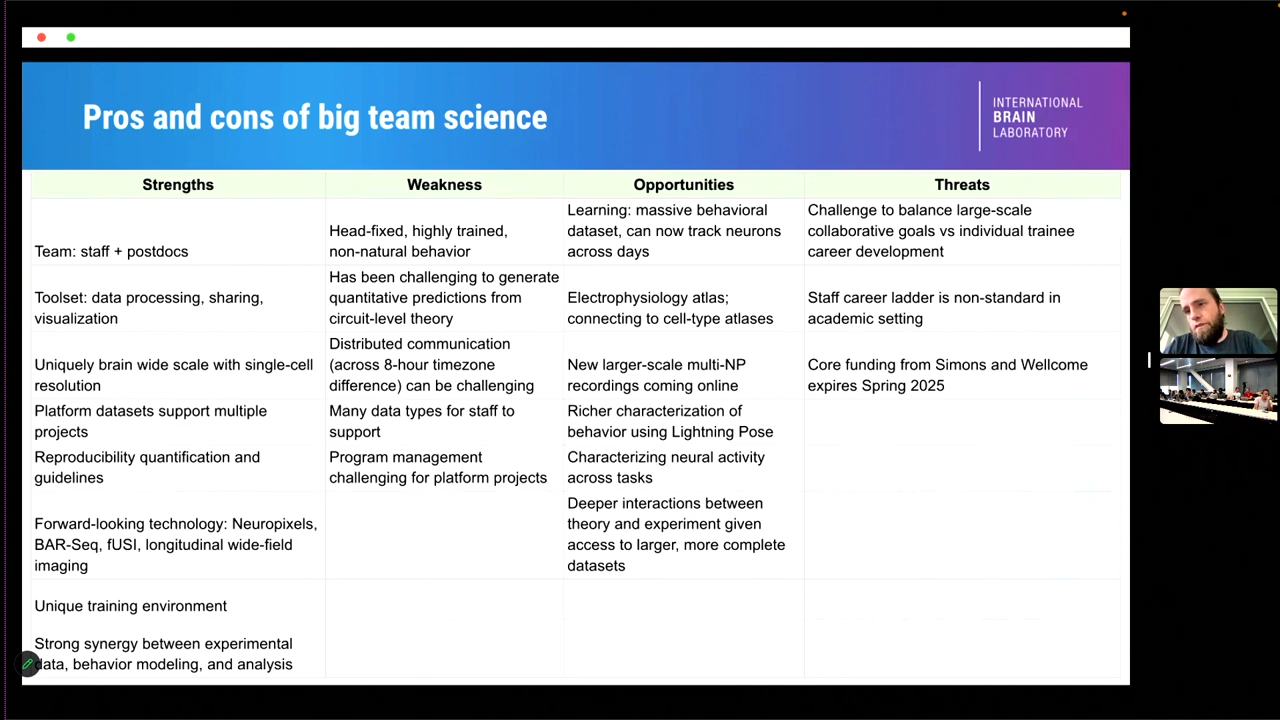 Pros and cons of big team science
INTERNATIONAL
BRAIN
LABORATORY
Strengths
Weakness
Opportunities
Threats
Team: staff + postdocs
Head-fixed, highly trained,
non-natural behavior
Learning: massive behavioral
dataset, can now track neurons
across days
Challenge to balance large-scale
collaborative goals vs individual trainee
career development
Toolset: data processing, sharing,
visualization
Has been challenging to generate
quantitative predictions from
circuit-level theory
Electrophysiology atlas;
connecting to cell-type atlases
Staff career ladder is non-standard in
academic setting
Uniquely brain wide scale with single-cell
resolution
Distributed communication
(across 8-hour timezone
difference) can be challenging
New larger-scale multi-NP
recordings coming online
Core funding from Simons and Wellcome
expires Spring 2025
Platform datasets support multiple
projects
Many data types for staff to
support
Richer characterization of
behavior using Lightning Pose
Reproducibility quantification and
guidelines
Program management
challenging for platform projects
Characterizing neural activity
across tasks
Forward-looking technology: Neuropixels,
BAR-Seq, fUSI, longitudinal wide-field
imaging
Deeper interactions between
theory and experiment given
access to larger, more complete
datasets
Unique training environment
Strong synergy between experimental
data, behavior modeling, and analysis